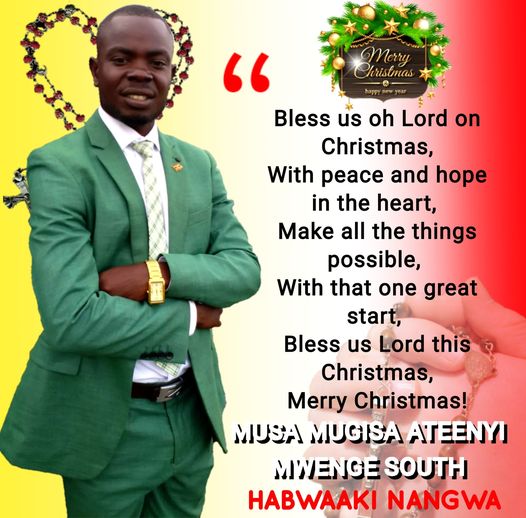 Merry
Christmas
happy new year
“
Bless us oh Lord on
Christmas,
With peace and hope
in the heart,
Make all the things
possible,
With that one great
start,
Bless us Lord this
Christmas,
Merry Christmas!
MUSA MUGISA ATEENYI
MWENGE SOUTH
HABWAAKI NANGWA